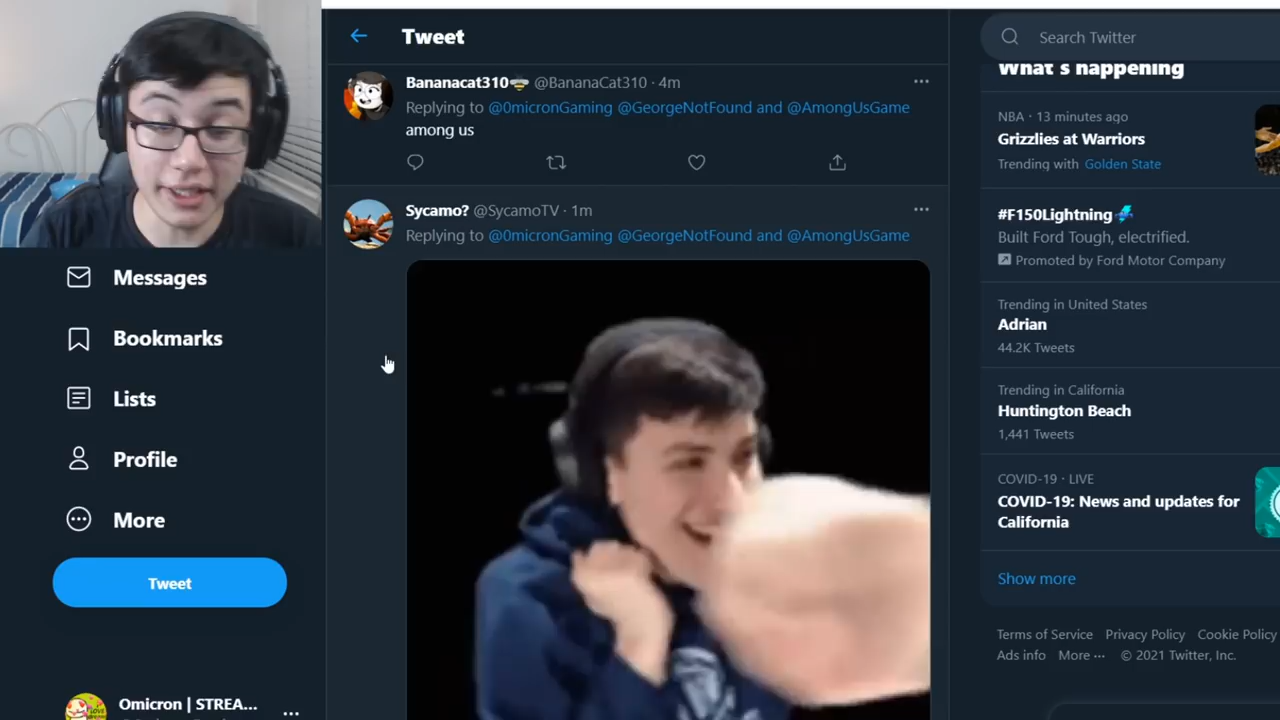 Tweet
Bananacat310 @BananaCat310 · 4m
Replying to @0micronGaming @GeorgeNotFound and @AmongUsGame
among us
Sycamo? @SycamoTV · 1m
Replying to @0micronGaming @GeorgeNotFound and @AmongUsGame
Messages
Bookmarks
Lists
Profile
More
Tweet
Omicron | STREA...
Search Twitter
What's happening
NBA · 13 minutes ago
Grizzlies at Warriors
Trending with Golden State
#F150Lightning
Built Ford Tough, electrified.
Promoted by Ford Motor Company
Trending in United States
Adrian
44.2K Tweets
Trending in California
Huntington Beach
1,441 Tweets
COVID-19 · LIVE
COVID-19: News and updates for
California
Show more
Terms of Service Privacy Policy Cookie Policy
Ads info More ··· © 2021 Twitter, Inc.